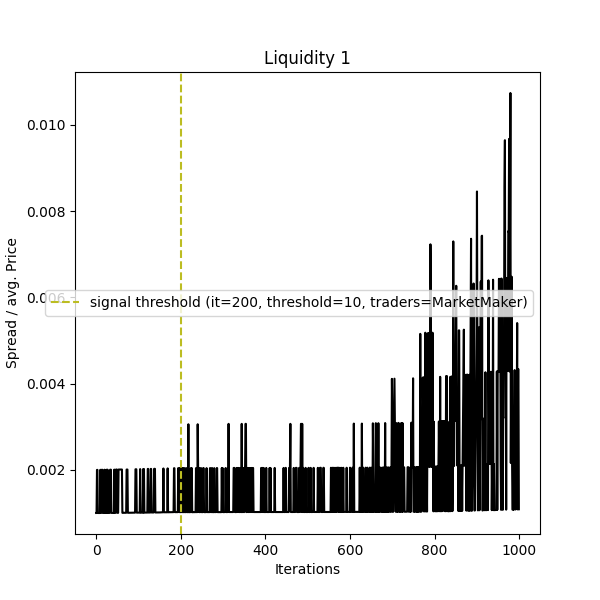 Liquidity 1
Spread / avg. Price
0.010
0.008
0.006
0.004
0.002
signal threshold (it=200, threshold=10, traders=MarketMaker)
0
200
400
600
800
1000
Iterations